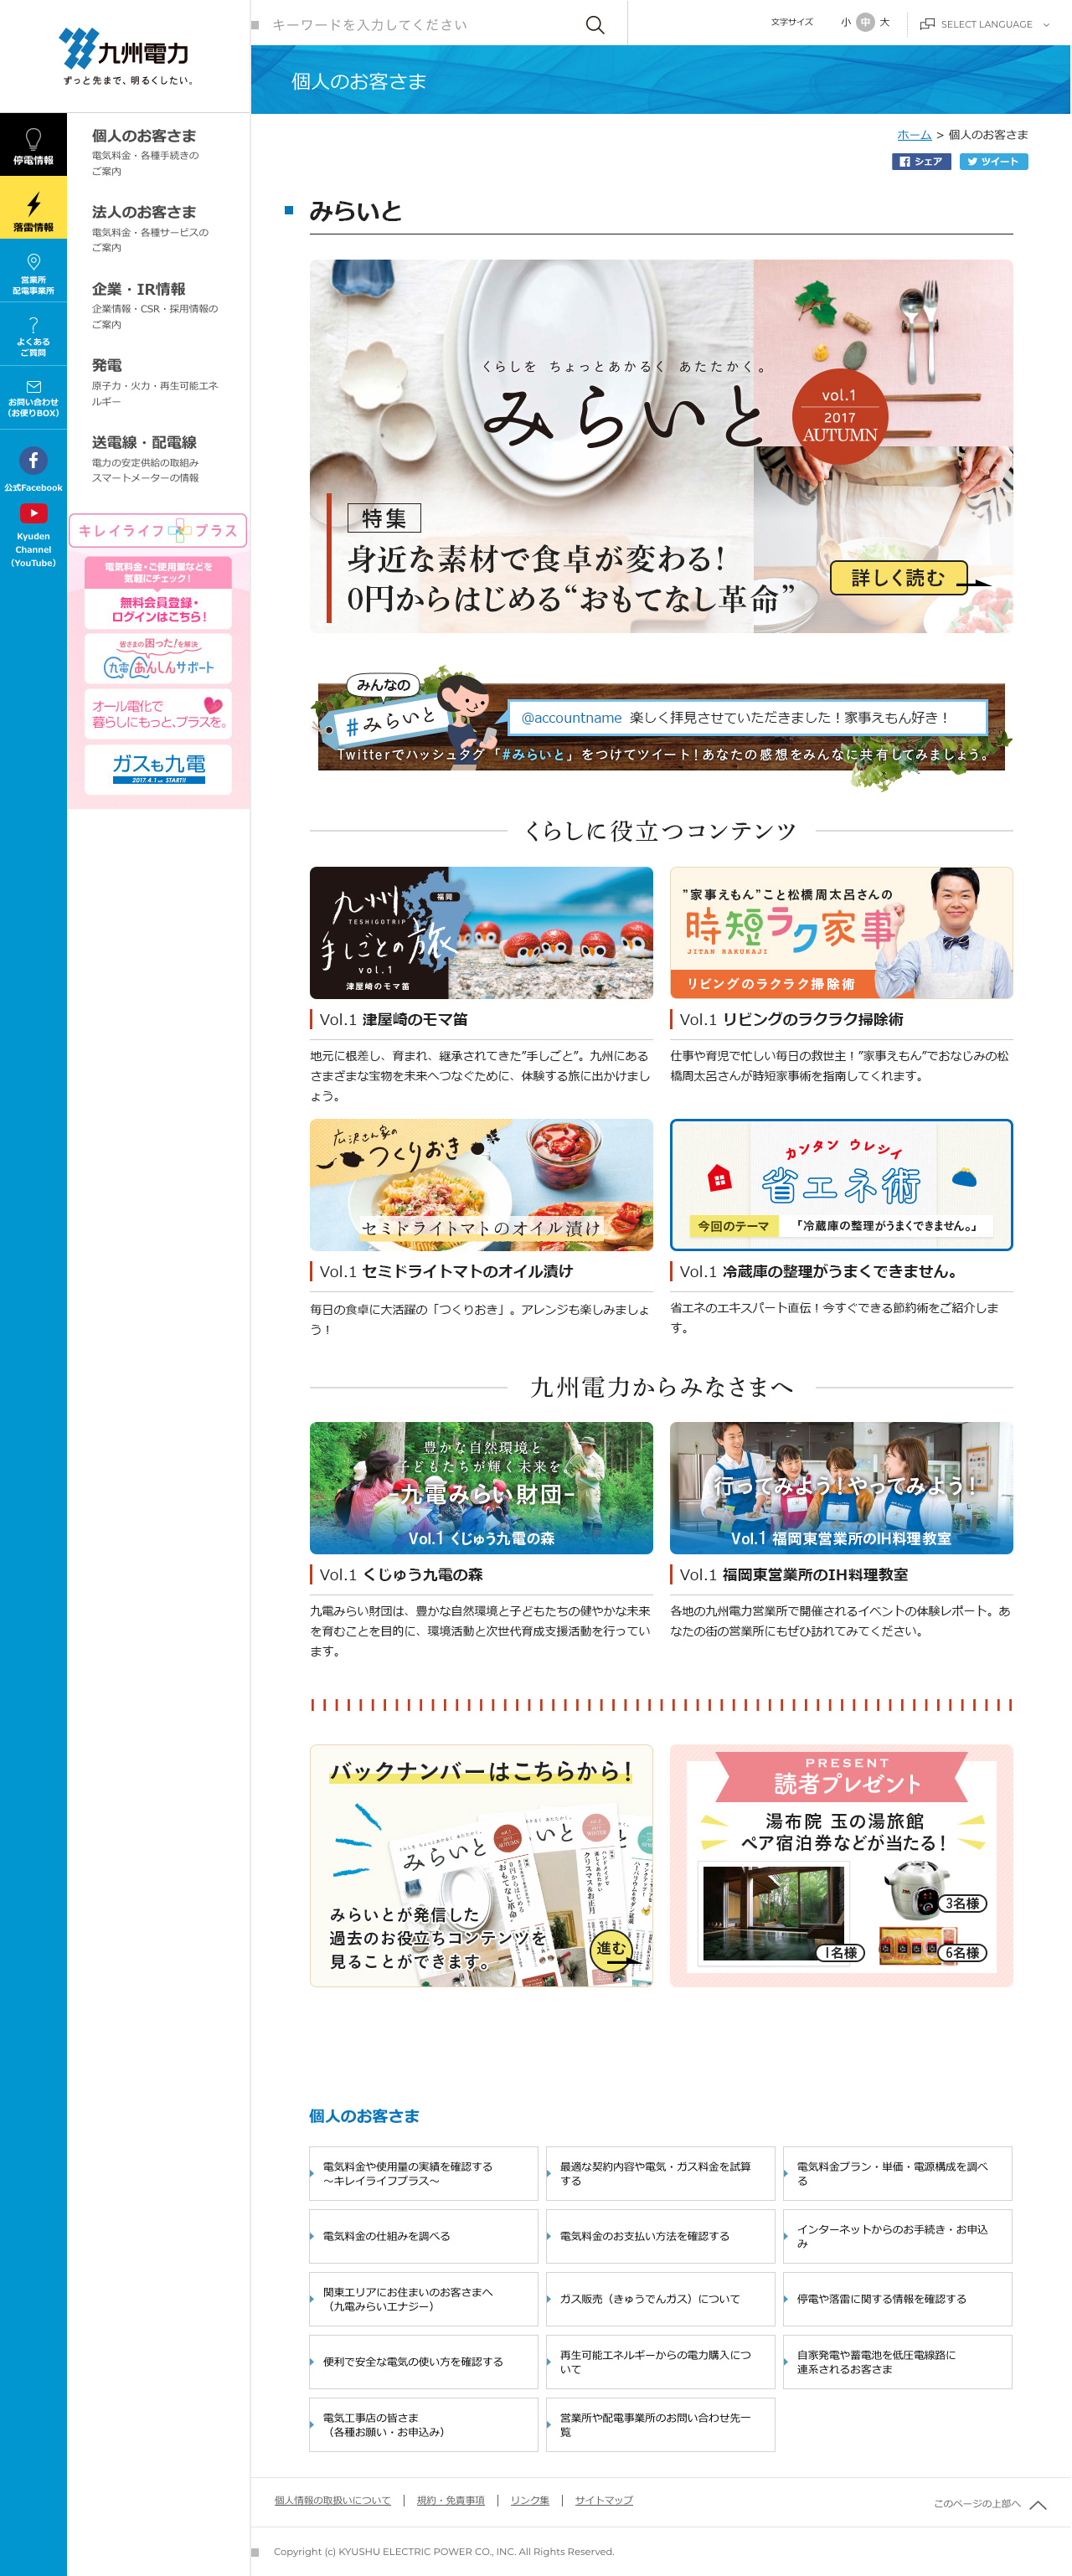 九州電力
ずっと先まで、明るくしたい。
キーワードを入力してください
文字サイズ 小 中 大
SELECT LANGUAGE
個人のお客さま
ホーム > 個人のお客さま
シェア ツイート
停電情報
落雷情報
営業所
配電事業所
よくある
ご質問
お問い合わせ
(お便りBOX)
公式Facebook
Kyuden
Channel
(YouTube)
個人のお客さま
電気料金・各種手続きの
ご案内
法人のお客さま
電気料金・各種サービスの
ご案内
企業・IR情報
企業情報・CSR・採用情報の
ご案内
発電
原子力・火力・再生可能エネ
ルギー
送電線・配電線
電力の安定供給の取組み
スマートメーターの情報
キレイライフ プラス
電気料金・ご使用量などを
気軽にチェック!
無料会員登録・
ログインはこちら!
皆さまの困った!を解決
九電あんしんサポート
オール電化で
暮らしにもっと、プラスを。
ガスも九電
2017.4.1 sat. START!!
みらいと
くらしを ちょっとあかるく あたたかく。
みらいと
vol.1
2017
AUTUMN
特集
身近な素材で食卓が変わる!
0円からはじめる“おもてなし革命”
詳しく読む
みんなの
#みらいと
@accountname 楽しく拝見させていただきました!家事えもん好き!
Twitterでハッシュタグ「#みらいと」をつけてツイート!あなたの感想をみんなに共有してみましょう。
くらしに役立つコンテンツ
九州
TESHIGOTRIP
手しごとの旅
vol.1
津屋崎のモマ笛
福岡
”家事えもん”こと松橋周太呂さんの
時短ラク家事
JITAN RAKUKAJI
リビングのラクラク掃除術
Vol.1 津屋崎のモマ笛
地元に根差し、育まれ、継承されてきた”手しごと”。九州にある
さまざまな宝物を未来へつなぐために、体験する旅に出かけまし
ょう。
Vol.1 リビングのラクラク掃除術
仕事や育児で忙しい毎日の救世主!”家事えもん”でおなじみの松
橋周太呂さんが時短家事術を指南してくれます。
広沢さん家の
つくりおき
セミドライトマトのオイル漬け
カンタン ウレシイ
省エネ術
今回のテーマ 「冷蔵庫の整理がうまくできません。」
Vol.1 セミドライトマトのオイル漬け
毎日の食卓に大活躍の「つくりおき」。アレンジも楽しみましょ
う!
Vol.1 冷蔵庫の整理がうまくできません。
省エネのエキスパート直伝!今すぐできる節約術をご紹介しま
す。
九州電力からみなさまへ
豊かな自然環境と
子どもたちが輝く未来を
-九電みらい財団-
Vol.1 くじゅう九電の森
行ってみよう!やってみよう!
Vol.1 福岡東営業所のIH料理教室
Vol.1 くじゅう九電の森
九電みらい財団は、豊かな自然環境と子どもたちの健やかな未来
を育むことを目的に、環境活動と次世代育成支援活動を行ってい
ます。
Vol.1 福岡東営業所のIH料理教室
各地の九州電力営業所で開催されるイベントの体験レポート。あ
なたの街の営業所にもぜひ訪れてみてください。
バックナンバーはこちらから!
みらいと
みらいとが発信した
過去のお役立ちコンテンツを
見ることができます。
進む
PRESENT
読者プレゼント
湯布院 玉の湯旅館
ペア宿泊券などが当たる!
3名様
1名様
6名様
個人のお客さま
電気料金や使用量の実績を確認する
～キレイライフプラス～
最適な契約内容や電気・ガス料金を試算
する
電気料金プラン・単価・電源構成を調べ
る
電気料金の仕組みを調べる
電気料金のお支払い方法を確認する
インターネットからのお手続き・お申込
み
関東エリアにお住まいのお客さまへ
（九電みらいエナジー）
ガス販売（きゅうでんガス）について
停電や落雷に関する情報を確認する
便利で安全な電気の使い方を確認する
再生可能エネルギーからの電力購入につ
いて
自家発電や蓄電池を低圧電線路に
連系されるお客さま
電気工事店の皆さま
（各種お願い・お申込み）
営業所や配電事業所のお問い合わせ先一
覧
個人情報の取扱いについて | 規約・免責事項 | リンク集 | サイトマップ
このページの上部へ
Copyright (c) KYUSHU ELECTRIC POWER CO., INC. All Rights Reserved.